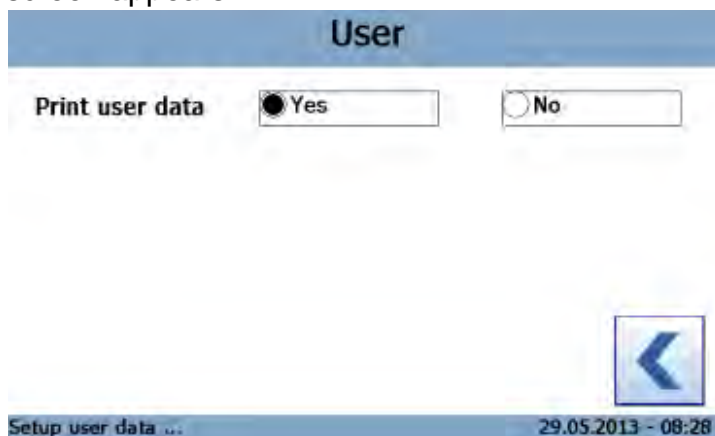 User
Print user data Yes No
Setup user data ... 29.05.2013 - 08:28